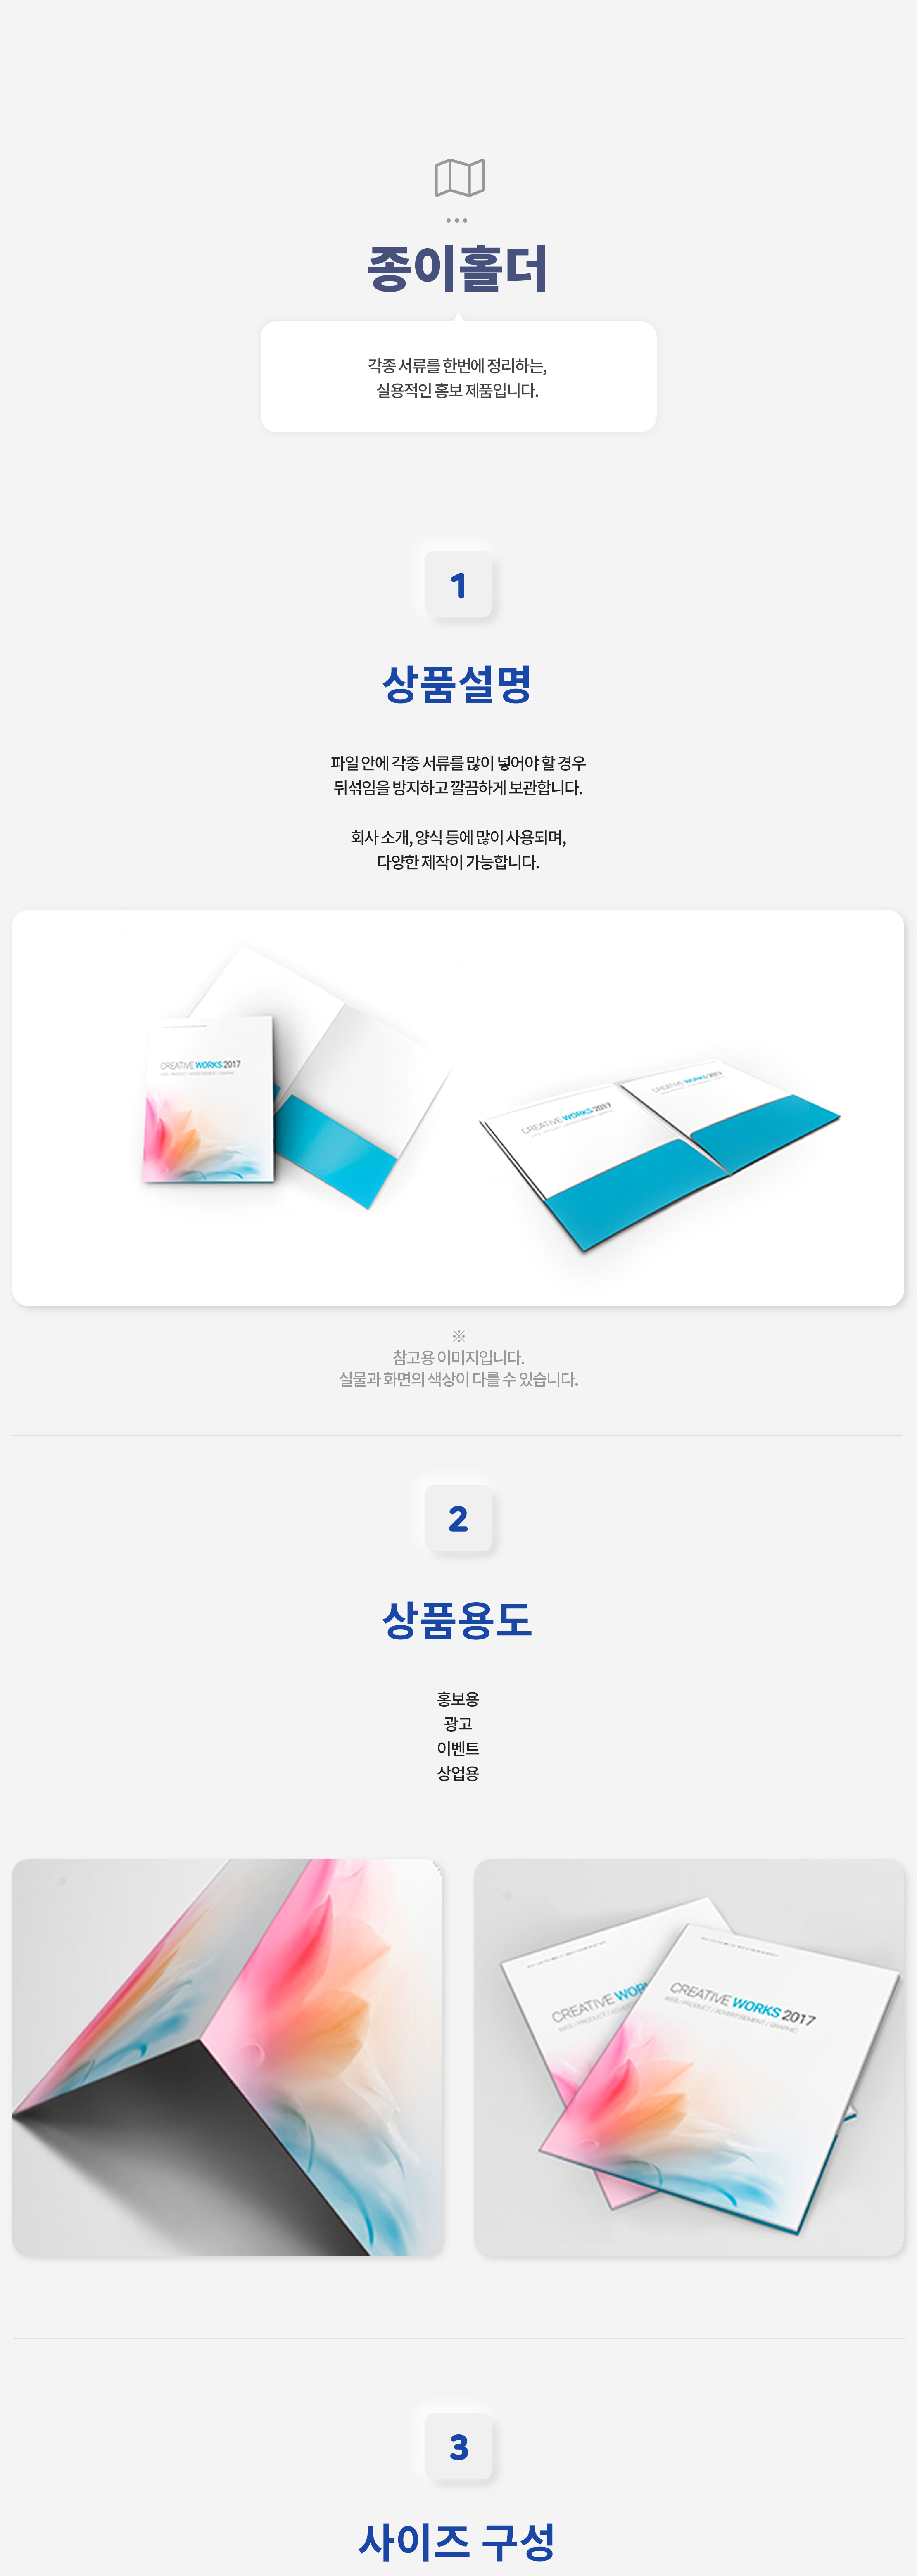 종이홀더
각종 서류를 한번에 정리하는,
실용적인 홍보 제품입니다.
1
상품설명
파일 안에 각종 서류를 많이 넣어야 할 경우
뒤섞임을 방지하고 깔끔하게 보관합니다.
회사 소개, 양식 등에 많이 사용되며,
다양한 제작이 가능합니다.
CREATIVE WORKS 2017
CREATIVE WORKS 2017
CREATIVE WORKS 2017
※
참고용 이미지입니다.
실물과 화면의 색상이 다를 수 있습니다.
2
상품용도
홍보용
광고
이벤트
상업용
CREATIVE WOR
CREATIVE WORKS 2017
WEB / PRODUCT / ADVERTISEMENT / GRAPHIC
3
사이즈 구성